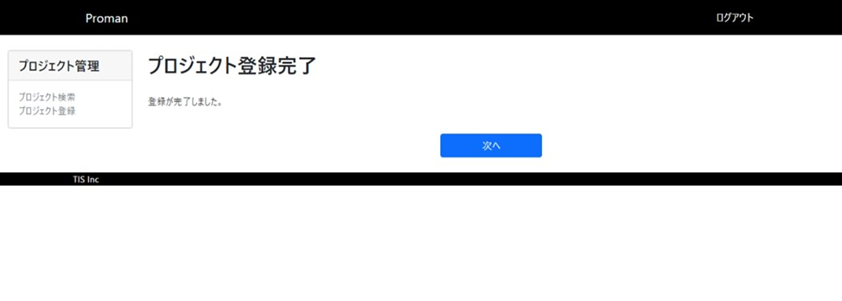 Proman
ログアウト
プロジェクト管理
プロジェクト検索
プロジェクト登録
プロジェクト登録完了
登録が完了しました。
次へ
TIS Inc